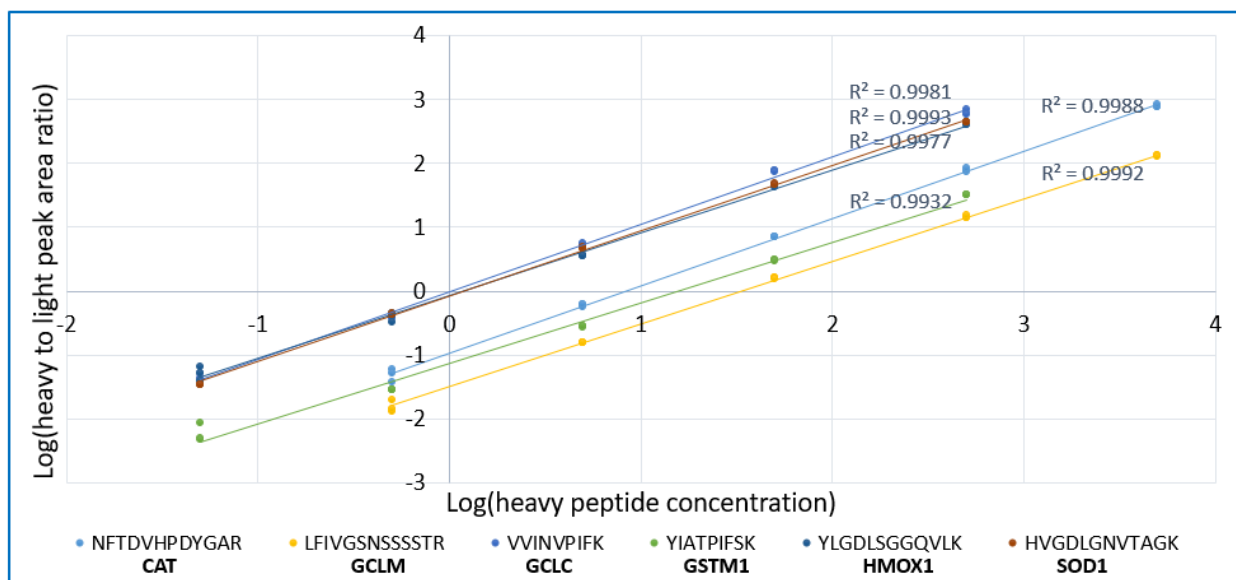 Log(heavy to light peak area ratio)
4
3
2
1
0
-1
-2
-3
-2
-1
0
1
2
3
4
R² = 0.9981
R² = 0.9993
R² = 0.9977
R² = 0.9932
R² = 0.9988
R² = 0.9992
Log(heavy peptide concentration)
NFTDVHPDYGAR LFIVGSNSSSSTR VVINVPIFK YIATPIFSK YLGDLSGGQVLK HVGDLGNVTAGK
CAT GCLM GCLC GSTM1 HMOX1 SOD1